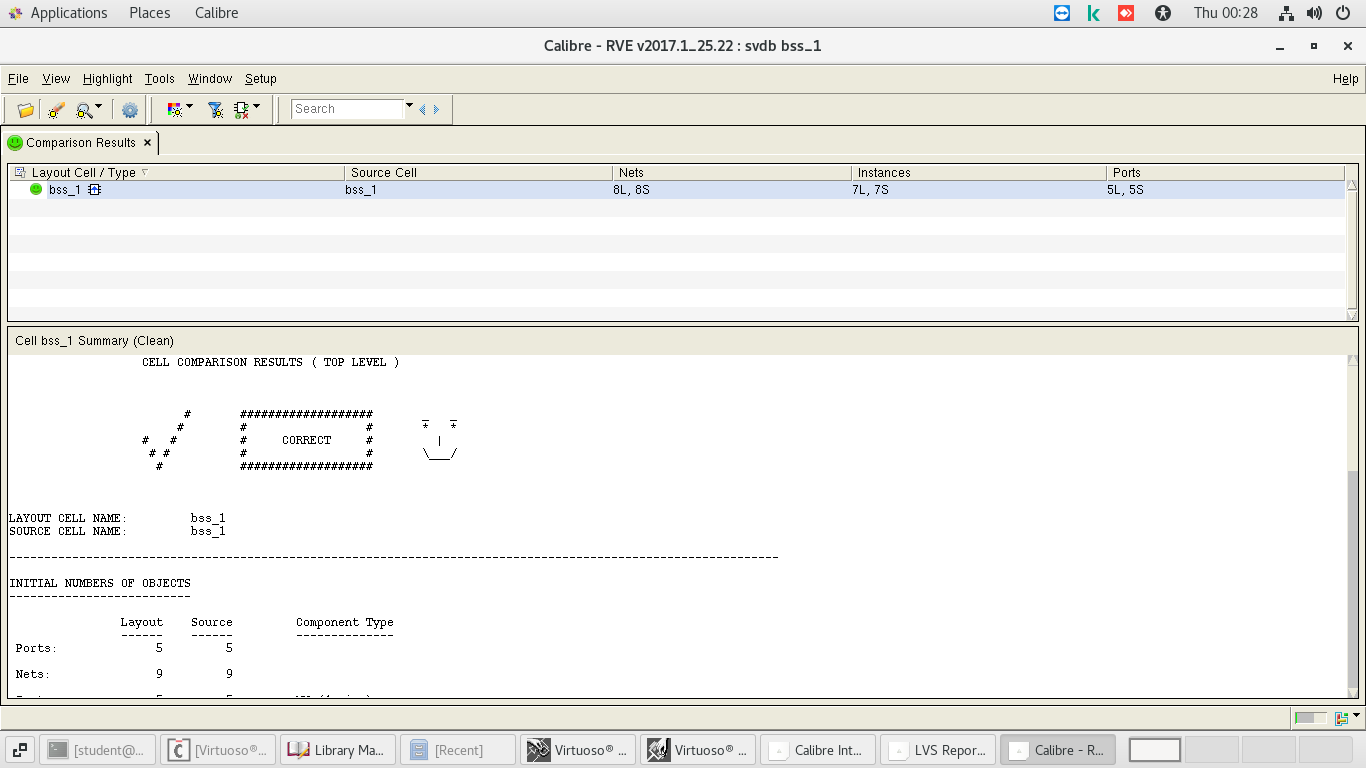 Applications Places Calibre Thu 00:28
Calibre - RVE v2017.1_25.22 : svdb bss_1
File View Highlight Tools Window Setup Help
Search
Comparison Results
Layout Cell / Type Source Cell Nets Instances Ports
bss_1 bss_1 8L, 8S 7L, 7S 5L, 5S
Cell bss_1 Summary (Clean)
CELL COMPARISON RESULTS ( TOP LEVEL )
# ################### _ _
# # # * *
# # # CORRECT # |
# # # # \___/
# ###################
LAYOUT CELL NAME: bss_1
SOURCE CELL NAME: bss_1
--------------------------------------------------------------------------------------------------------------
INITIAL NUMBERS OF OBJECTS
--------------------------
Layout Source Component Type
------ ------ --------------
Ports: 5 5
Nets: 9 9
[student@... [Virtuoso®... Library Ma... [Recent] Virtuoso® ... Virtuoso® ... Calibre Int... LVS Repor... Calibre - R...